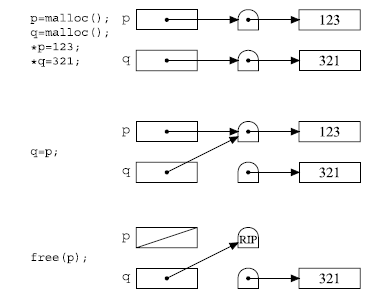 p=malloc(); p 123
q=malloc();
*p=123;
*q=321; q 321
p 123
q=p;
q 321
p RIP
free(p);
q 321